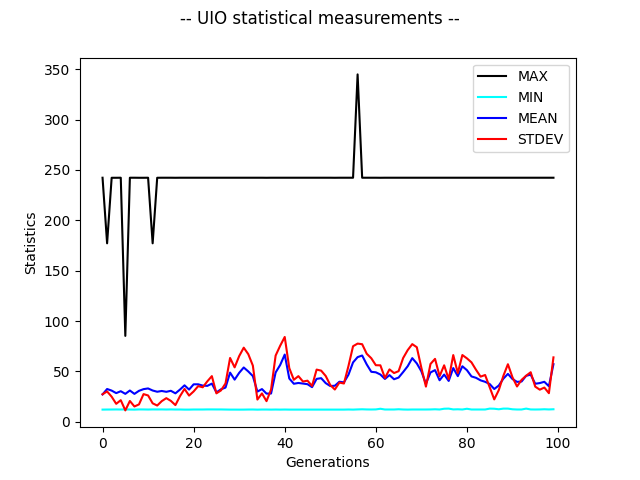 -- UIO statistical measurements --
350
300
250
200
150
100
50
0
Statistics
MAX
MIN
MEAN
STDEV
0 20 40 60 80 100
Generations